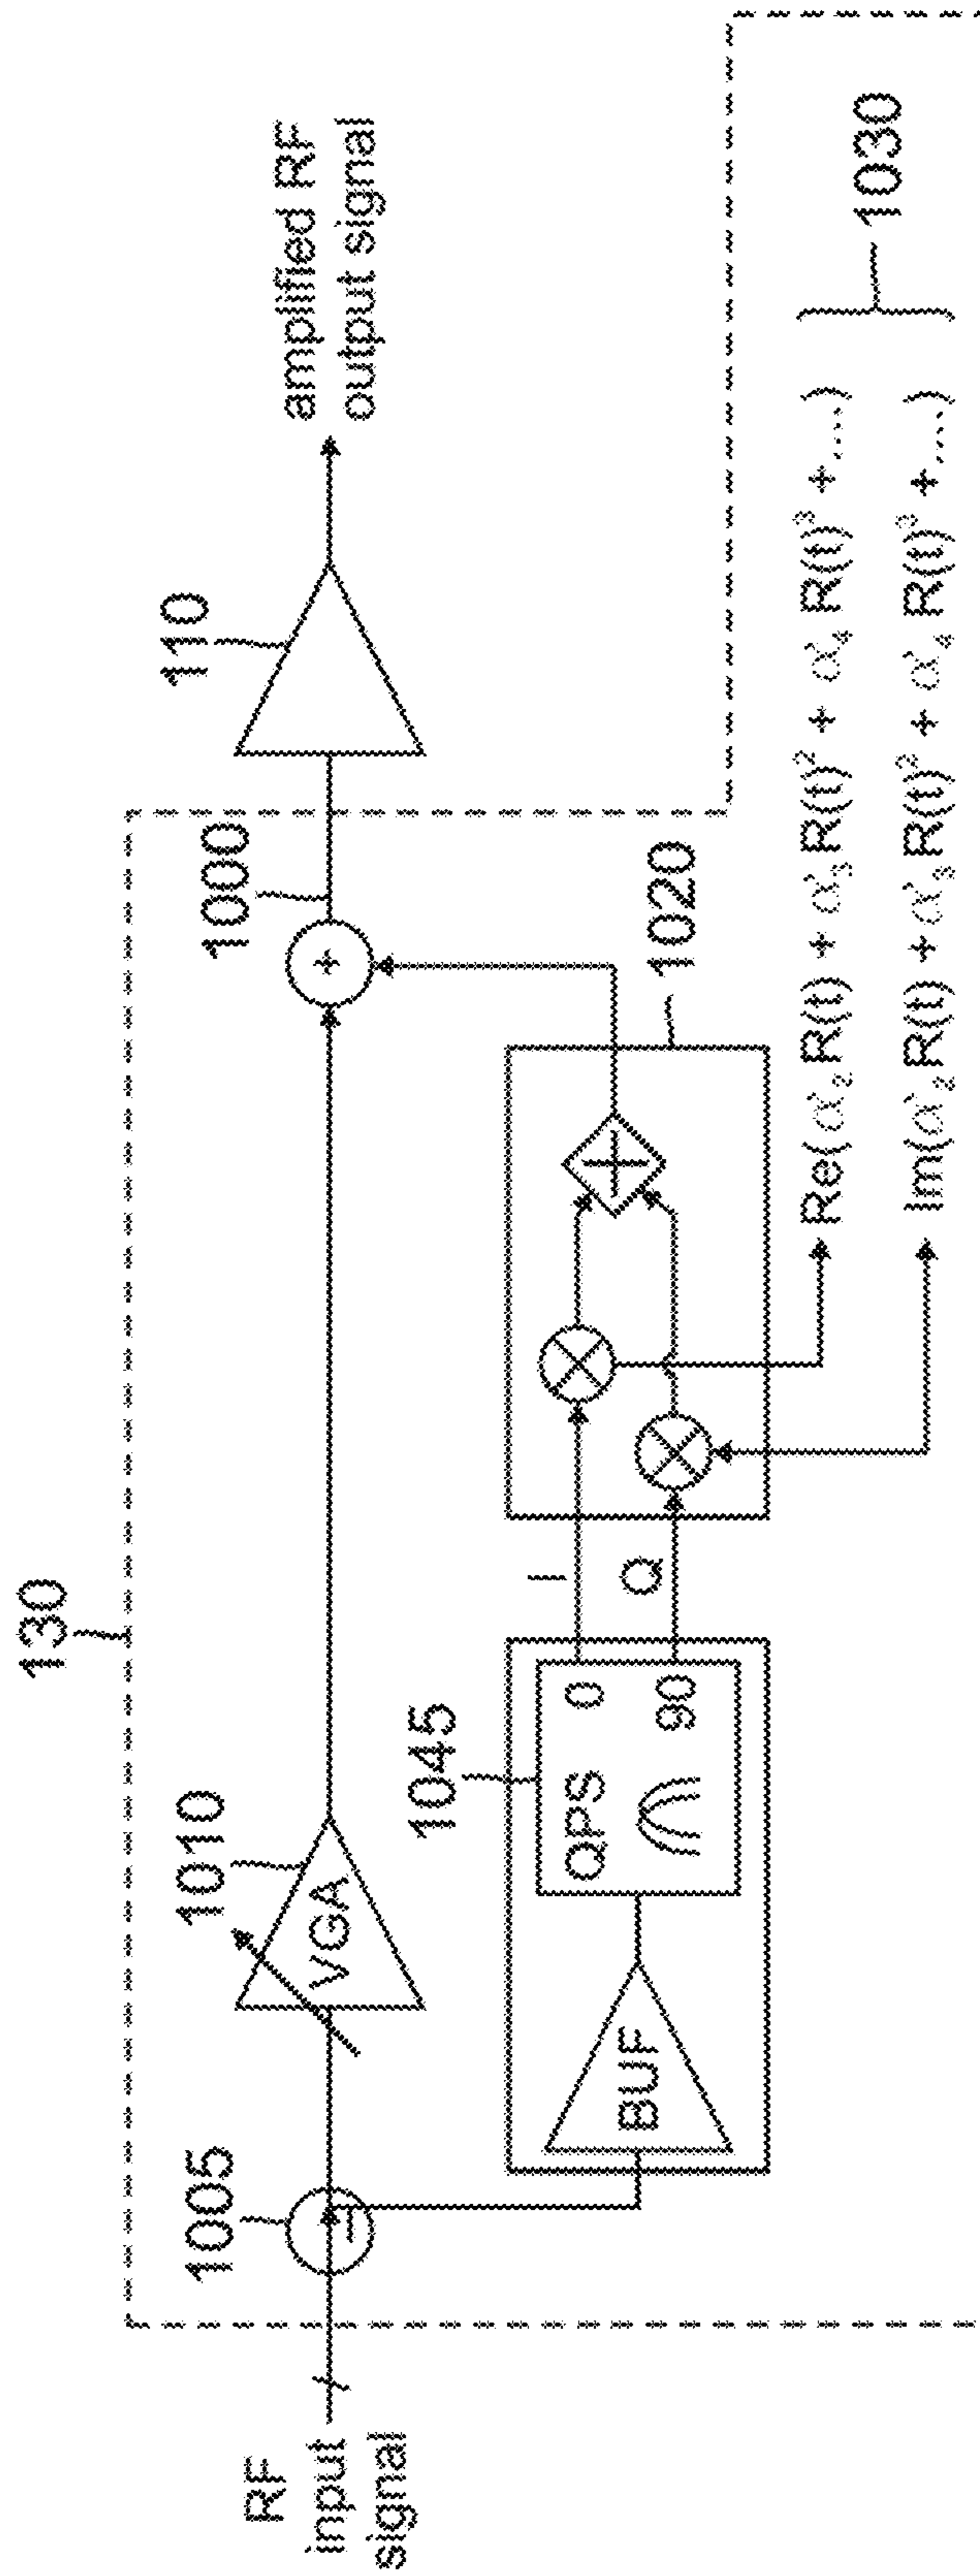 130
RF
input
signal
1005
1010
VGA
1000
110
amplified RF
output signal
BUF
1045
QPS
0
90
I
Q
1020
Re(α'₂ R(t) + α'₃ R(t)² + α'₄ R(t)³ +....)
Im(α'₂ R(t) + α'₃ R(t)² + α'₄ R(t)³ +....)
1030